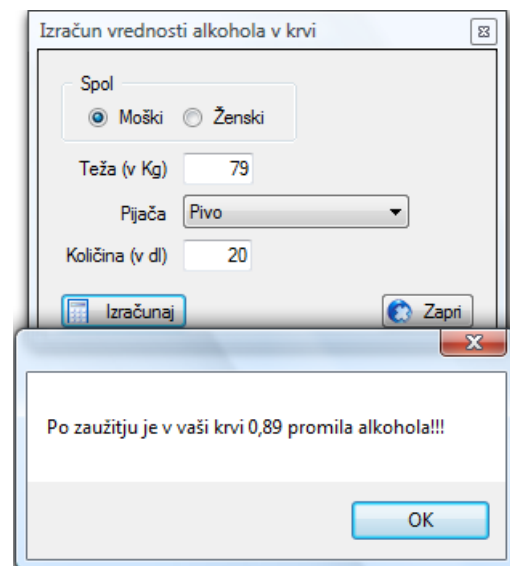 Izračun vrednosti alkohola v krvi
Spol
Moški Ženski
Teža (v Kg) 79
Pijača Pivo
Količina (v dl) 20
Izračunaj Zapri
Po zaužitju je v vaši krvi 0,89 promila alkohola!!!
OK